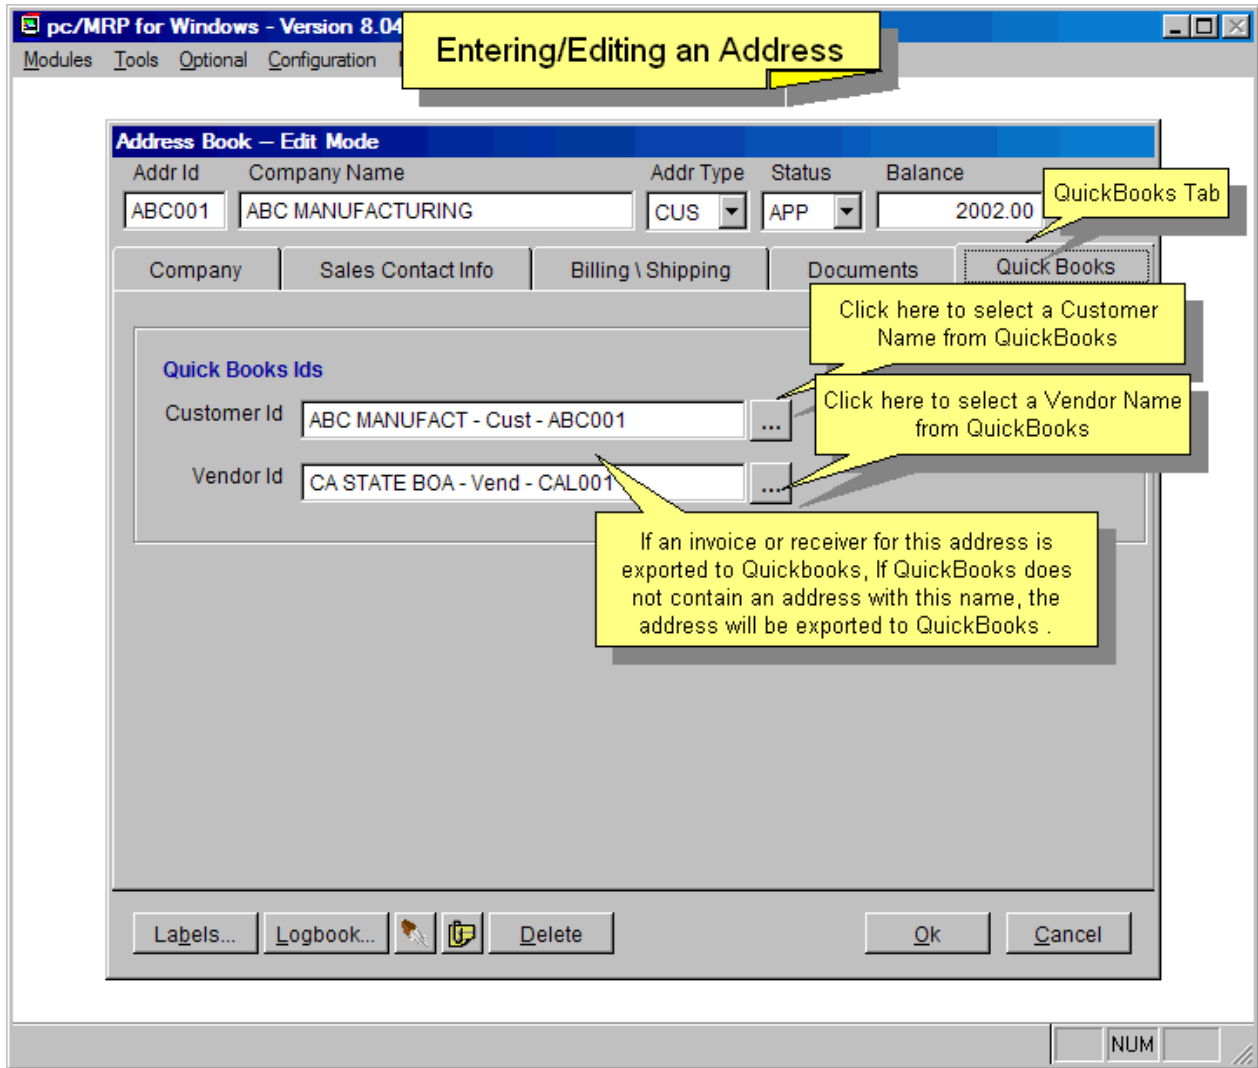 pc/MRP for Windows - Version 8.04
Entering/Editing an Address
Modules Tools Optional Configuration
Address Book – Edit Mode
Addr Id Company Name Addr Type Status Balance
QuickBooks Tab
ABC001 ABC MANUFACTURING CUS APP 2002.00
Company Sales Contact Info Billing \ Shipping Documents Quick Books
Click here to select a Customer
Name from QuickBooks
Quick Books Ids
Customer Id ABC MANUFACT - Cust - ABC001 ...
Click here to select a Vendor Name
from QuickBooks
Vendor Id CA STATE BOA - Vend - CAL001 ...
If an invoice or receiver for this address is
exported to Quickbooks, If QuickBooks does
not contain an address with this name, the
address will be exported to QuickBooks .
Labels... Logbook... Delete Ok Cancel
NUM